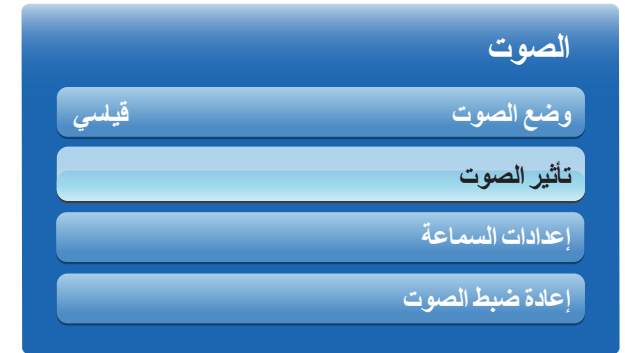 الصوت
وضع الصوت قياسي
تأثير الصوت
إعدادات السماعة
إعادة ضبط الصوت